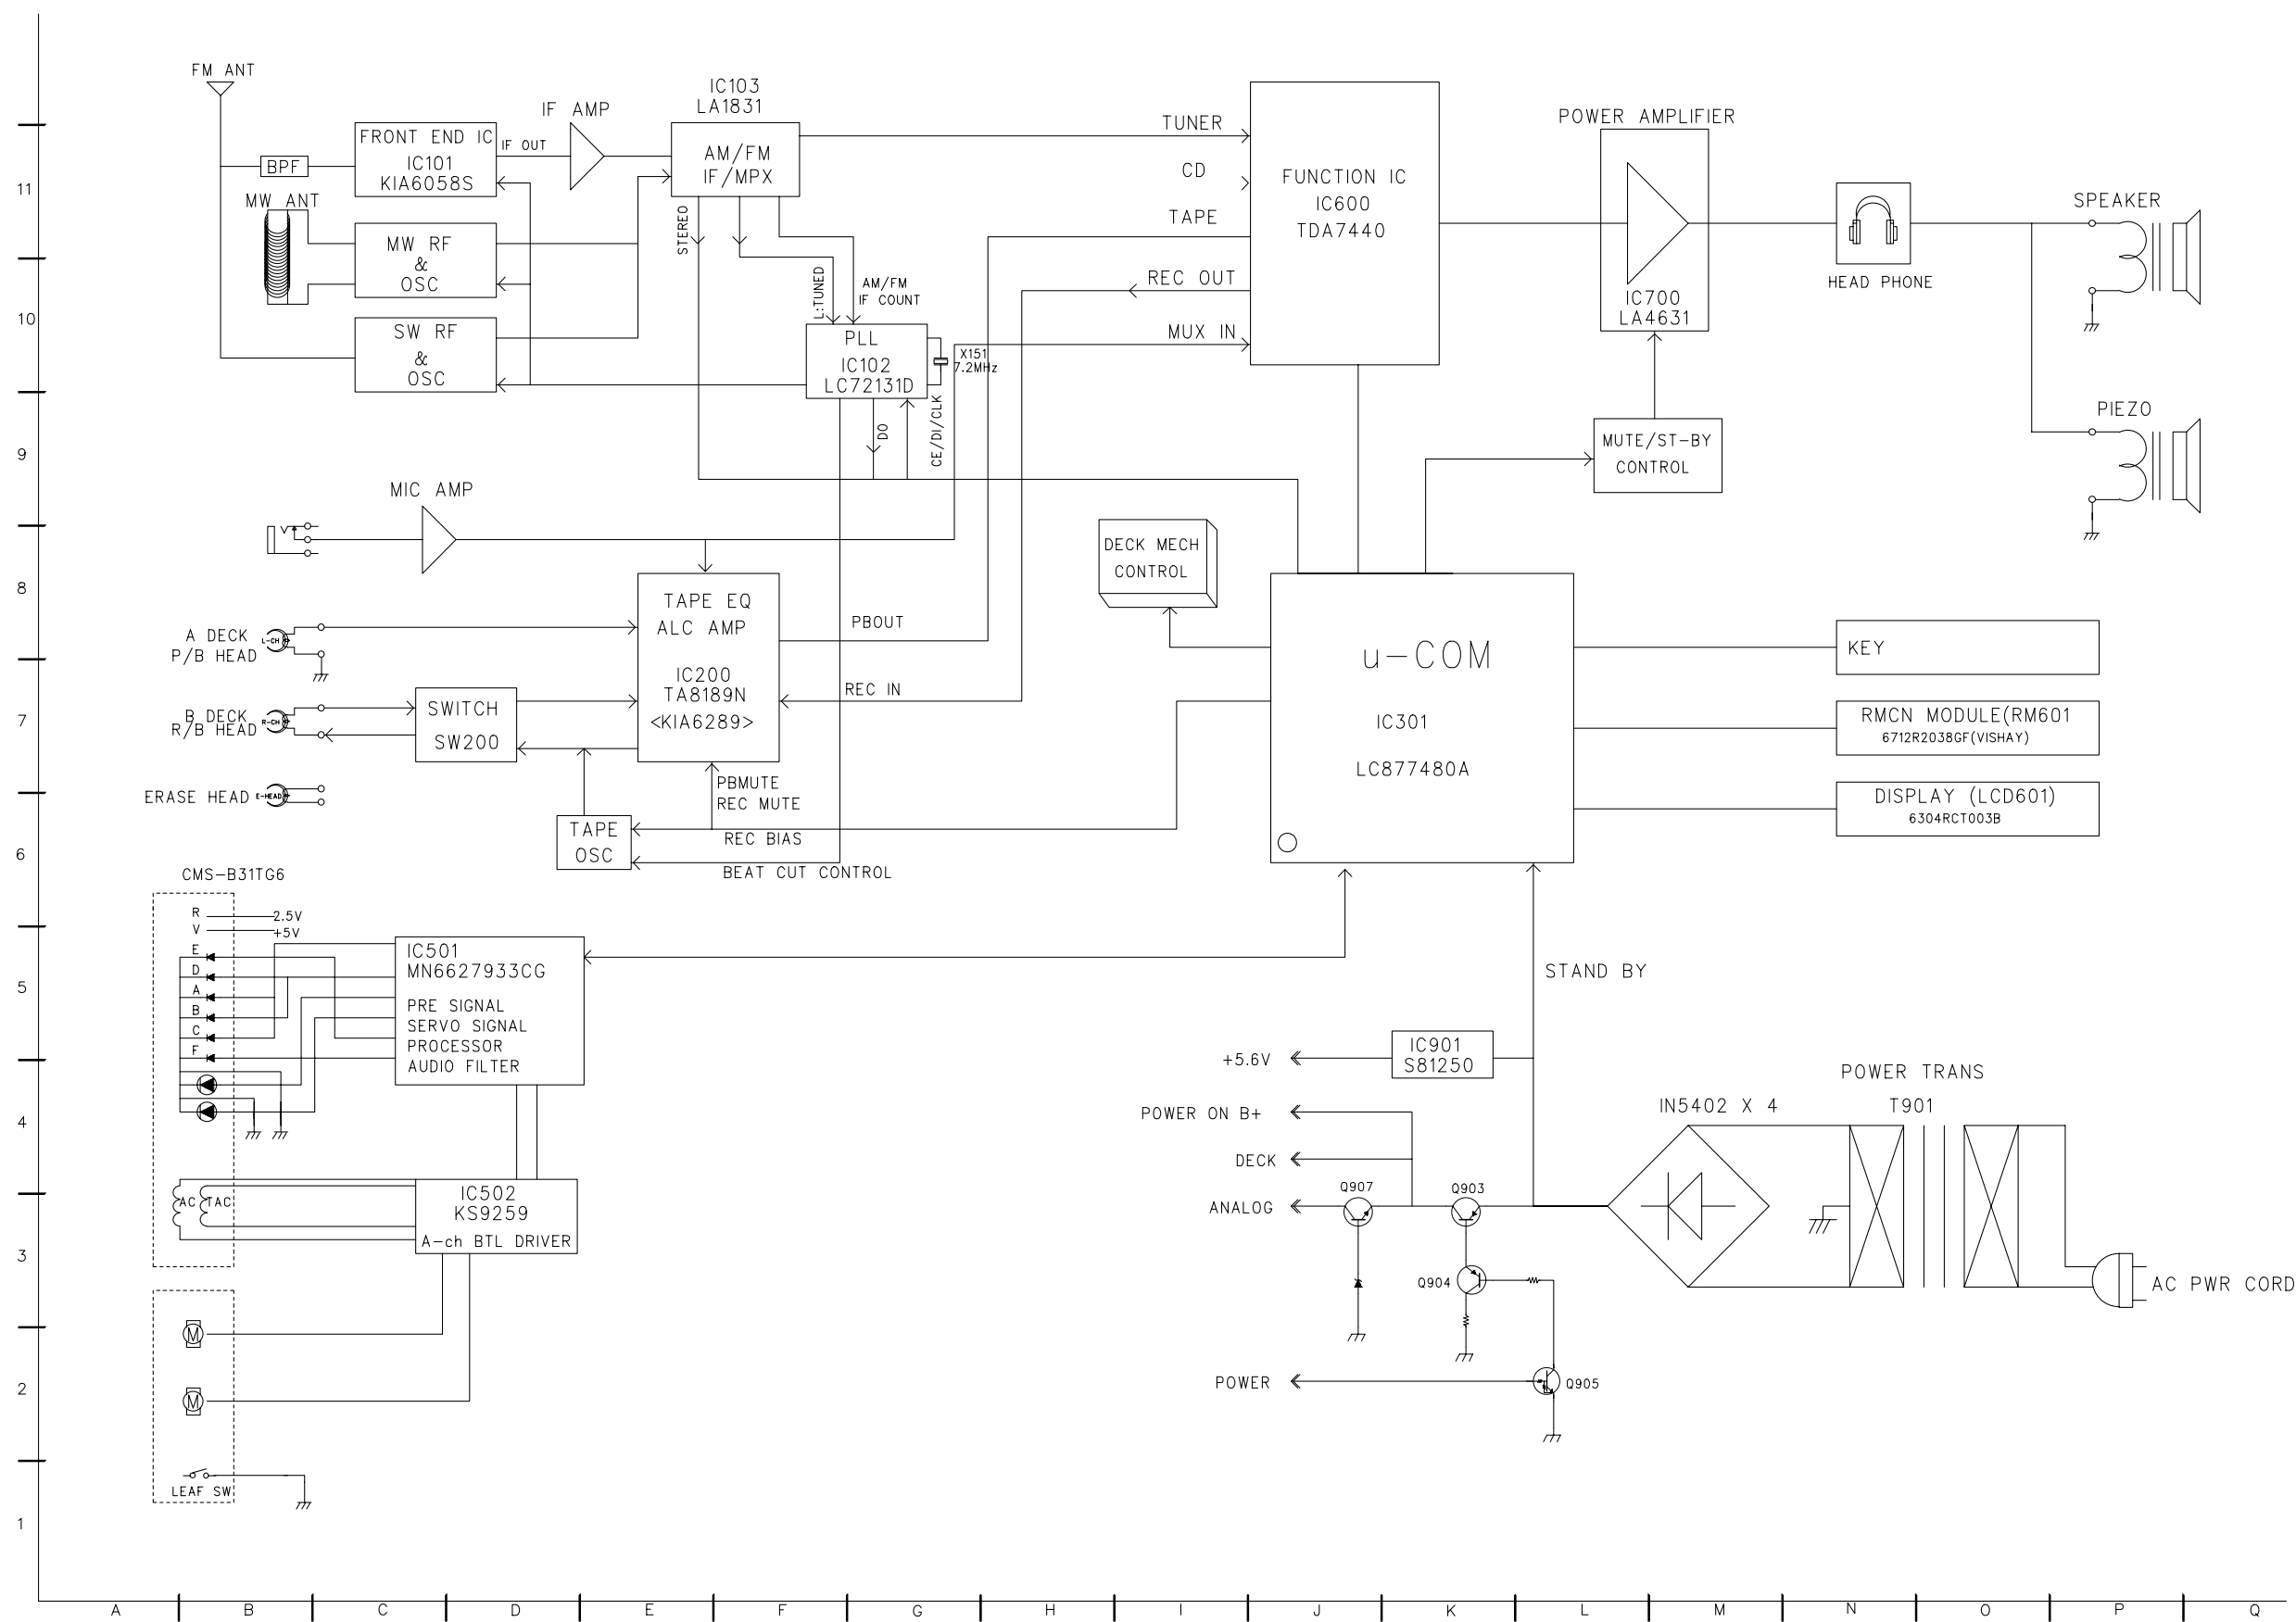 FM ANT
IC103
LA1831
IF AMP
POWER AMPLIFIER
FRONT END IC
IC101
KIA6058S
IF OUT
AM/FM
IF/MPX
TUNER
CD
TAPE
REC OUT
MUX IN
FUNCTION IC
IC600
TDA7440
BPF
MW ANT
MW RF
&
OSC
SW RF
&
OSC
STEREO
L:TUNED
AM/FM
IF COUNT
PLL
IC102
LC72131D
X151
7.2MHz
DO
CE/DI/CLK
IC700
LA4631
HEAD PHONE
SPEAKER
PIEZO
MUTE/ST-BY
CONTROL
MIC AMP
DECK MECH
CONTROL
TAPE EQ
ALC AMP
IC200
TA8189N
<KIA6289>
PBOUT
REC IN
A DECK
P/B HEAD
L-CH
B DECK
R/B HEAD
R-CH
SWITCH
SW200
ERASE HEAD
E-HEAD
PBMUTE
REC MUTE
TAPE
OSC
REC BIAS
BEAT CUT CONTROL
u-COM
IC301
LC877480A
KEY
RMCN MODULE(RM601
6712R2038GF(VISHAY)
DISPLAY (LCD601)
6304RCT003B
CMS-B31TG6
R
2.5V
V
+5V
E
D
A
B
C
F
IC501
MN6627933CG
PRE SIGNAL
SERVO SIGNAL
PROCESSOR
AUDIO FILTER
STAND BY
+5.6V
IC901
S81250
POWER ON B+
DECK
ANALOG
Q907
Q903
Q904
POWER
Q905
IN5402 X 4
POWER TRANS
T901
AC PWR CORD
AC
TAC
IC502
KS9259
A-ch BTL DRIVER
M
M
LEAF SW
11
10
9
8
7
6
5
4
3
2
1
A B C D E F G H I J K L M N O P Q